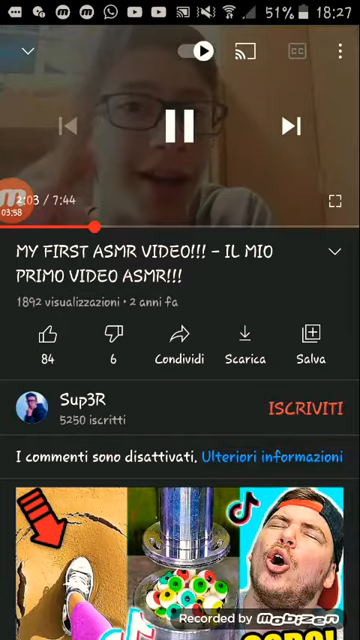 51% 18:27
2:03 / 7:44
03:58
MY FIRST ASMR VIDEO!!! - IL MIO
PRIMO VIDEO ASMR!!!
1892 visualizzazioni • 2 anni fa
84
6
Condividi
Scarica
Salva
Sup3R
5250 iscritti
ISCRIVITI
I commenti sono disattivati. Ulteriori informazioni
Recorded by Mobizen